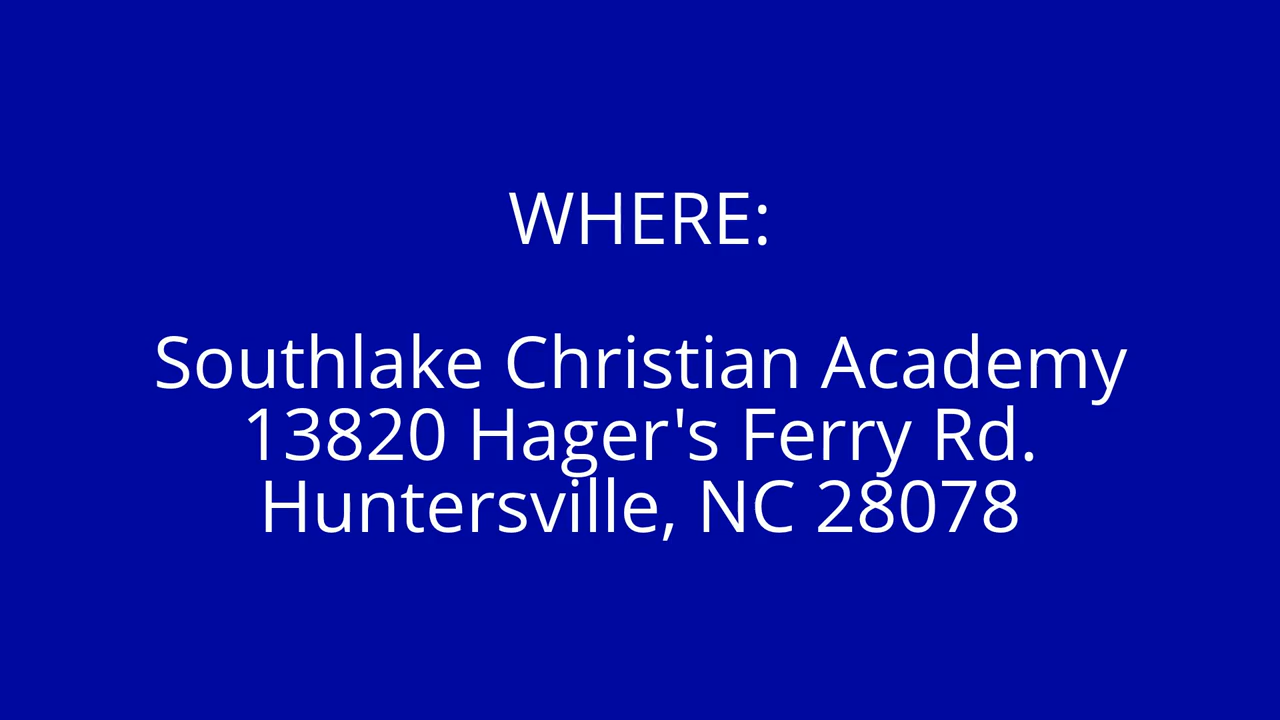 WHERE:
Southlake Christian Academy
13820 Hager's Ferry Rd.
Huntersville, NC 28078